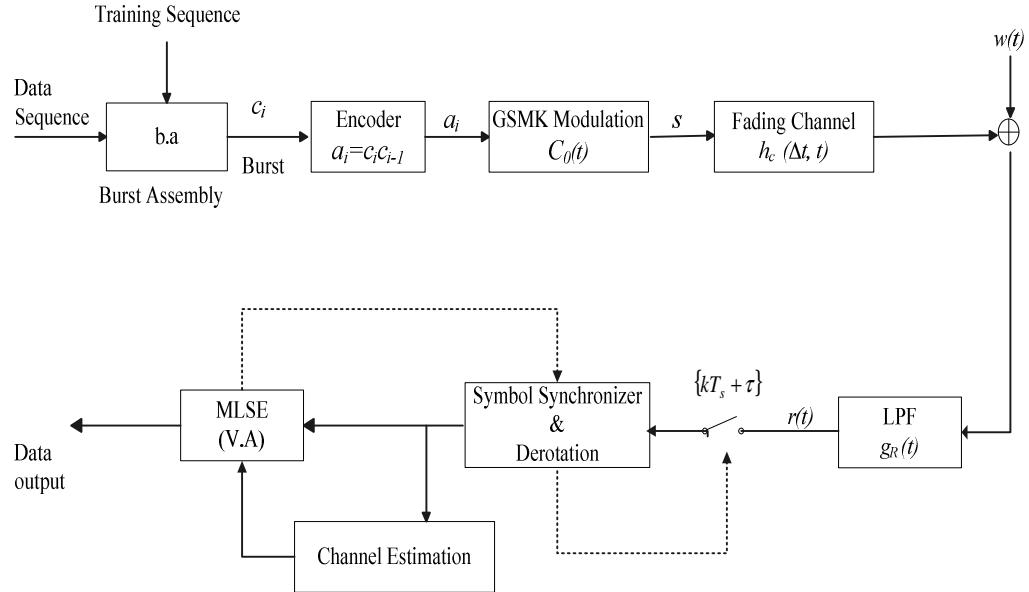 Training Sequence
w(t)
Data
Sequence
b.a
c_i
Burst
Burst Assembly
Encoder
a_i=c_ic_{i-1}
a_i
GSMK Modulation
C_0(t)
s
Fading Channel
h_c (Δt, t)
{kT_s + τ}
r(t)
LPF
g_R(t)
Symbol Synchronizer
&
Derotation
MLSE
(V.A)
Data
output
Channel Estimation